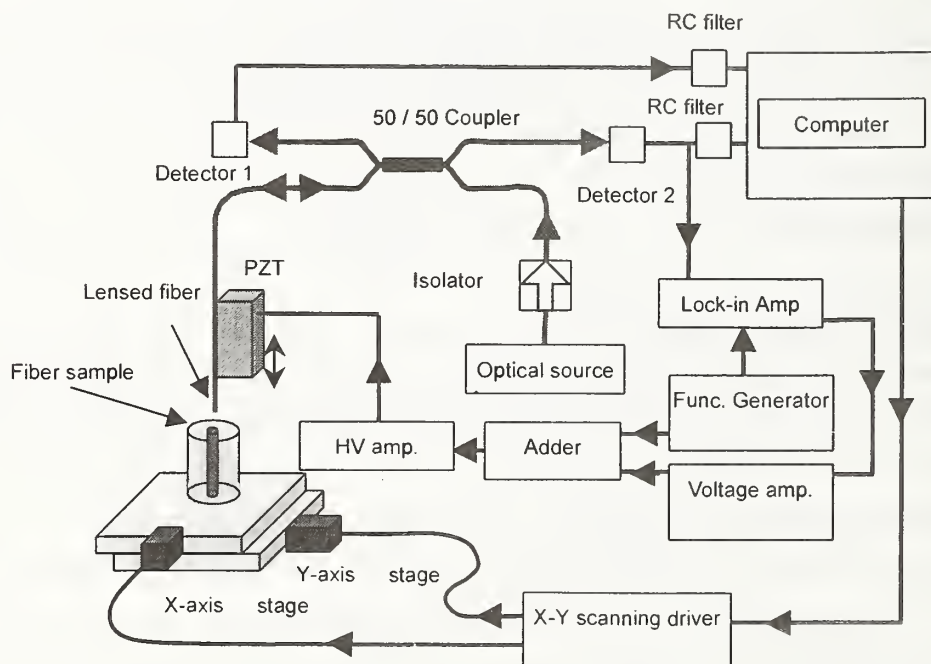 RC filter
50 / 50 Coupler
RC filter
Computer
Detector 1
Detector 2
PZT
Isolator
Lensed fiber
Lock-in Amp
Fiber sample
Optical source
Func. Generator
HV amp.
Adder
Voltage amp.
Y-axis stage
X-axis stage
X-Y scanning driver